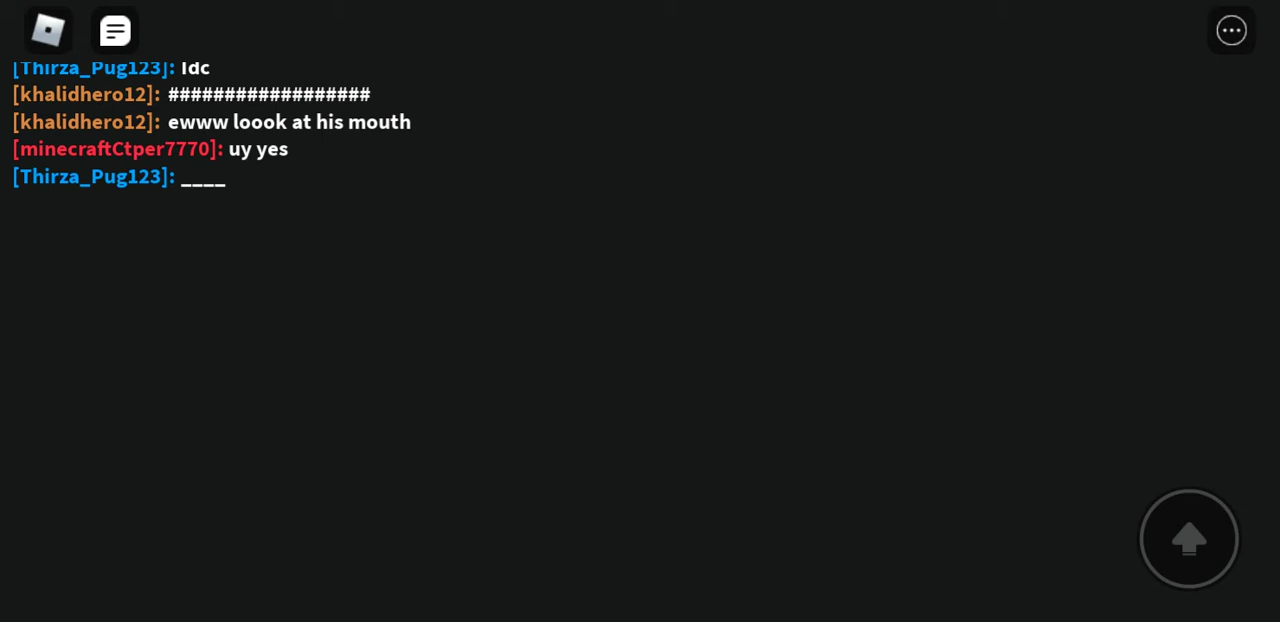 [Thirza_Pug123]: Idc
[khalidhero12]: ##################
[khalidhero12]: ewww loook at his mouth
[minecraftCtper7770]: uy yes
[Thirza_Pug123]: ____